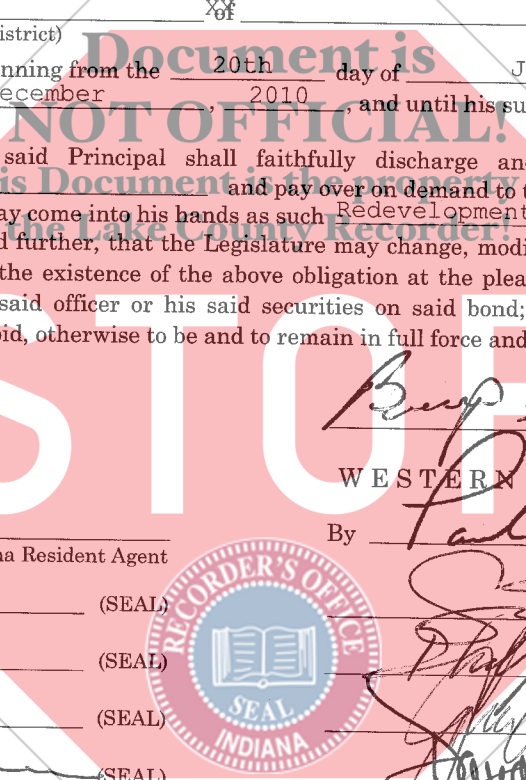 of
istrict)
Document is
nning from the 20th day of J
ecember , 2010 , and until his su
NOT OFFICIAL!
said Principal shall faithfully discharge an
is Document is the property
and pay over on demand to t
ay come into his hands as such Redevelopment
the Lake County Recorder!
d further, that the Legislature may change, modi
the existence of the above obligation at the plea
said officer or his said securities on said bond;
oid, otherwise to be and to remain in full force and
STOP
WESTERN
By Paul
na Resident Agent
RECORDER'S OFFICE
(SEAL)
(SEAL)
SEAL
(SEAL)
INDIANA
(SEAL)